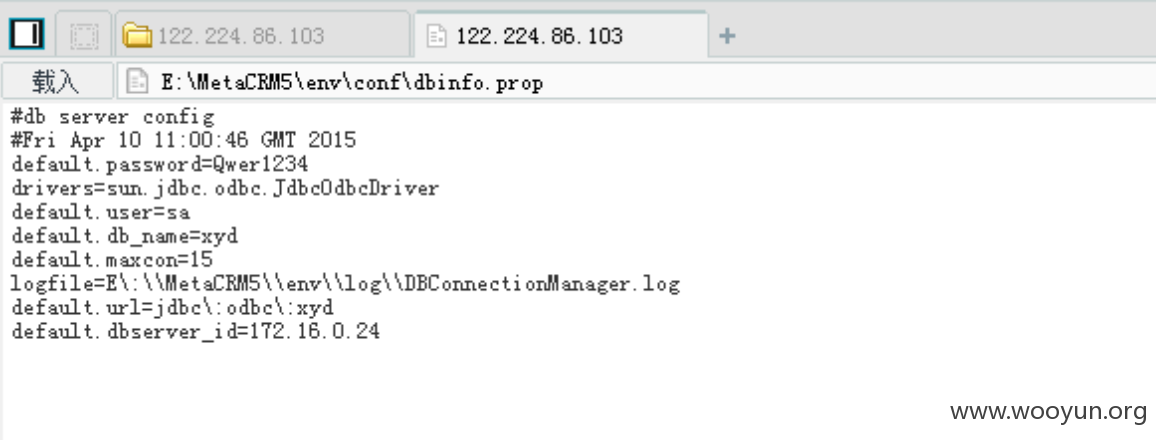 122.224.86.103
122.224.86.103
载入
E:\MetaCRM5\env\conf\dbinfo.prop
#db server config
#Fri Apr 10 11:00:46 GMT 2015
default.password=Qwer1234
drivers=sun.jdbc.odbc.JdbcOdbcDriver
default.user=sa
default.db_name=xyd
default.maxcon=15
logfile=E\:\\MetaCRM5\\env\\log\\DBConnectionManager.log
default.url=jdbc\:odbc\:xyd
default.dbserver_id=172.16.0.24
www.wooyun.org